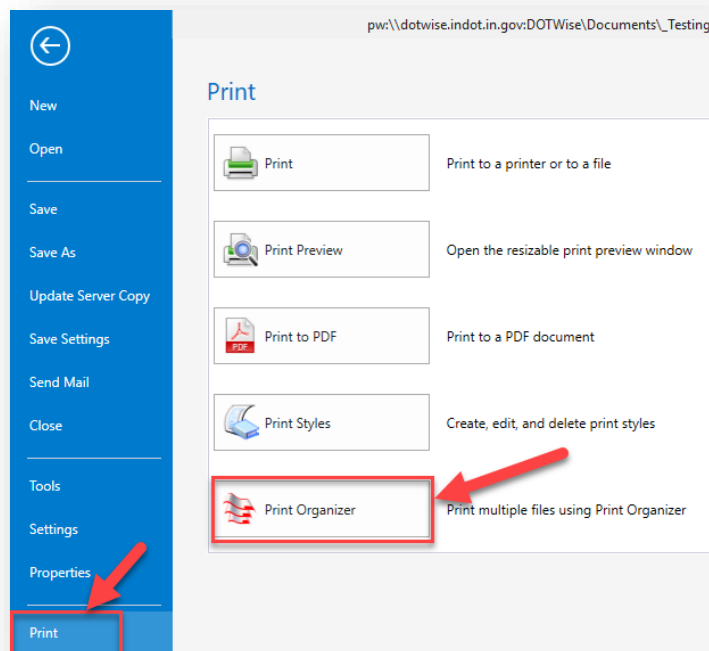 pw:\\dotwise.indot.in.gov:DOTWise\Documents\_Testing
New
Open
Save
Save As
Update Server Copy
Save Settings
Send Mail
Close
Tools
Settings
Properties
Print
Print
Print
Print to a printer or to a file
Print Preview
Open the resizable print preview window
PDF
Print to PDF
Print to a PDF document
Print Styles
Create, edit, and delete print styles
Print Organizer
Print multiple files using Print Organizer